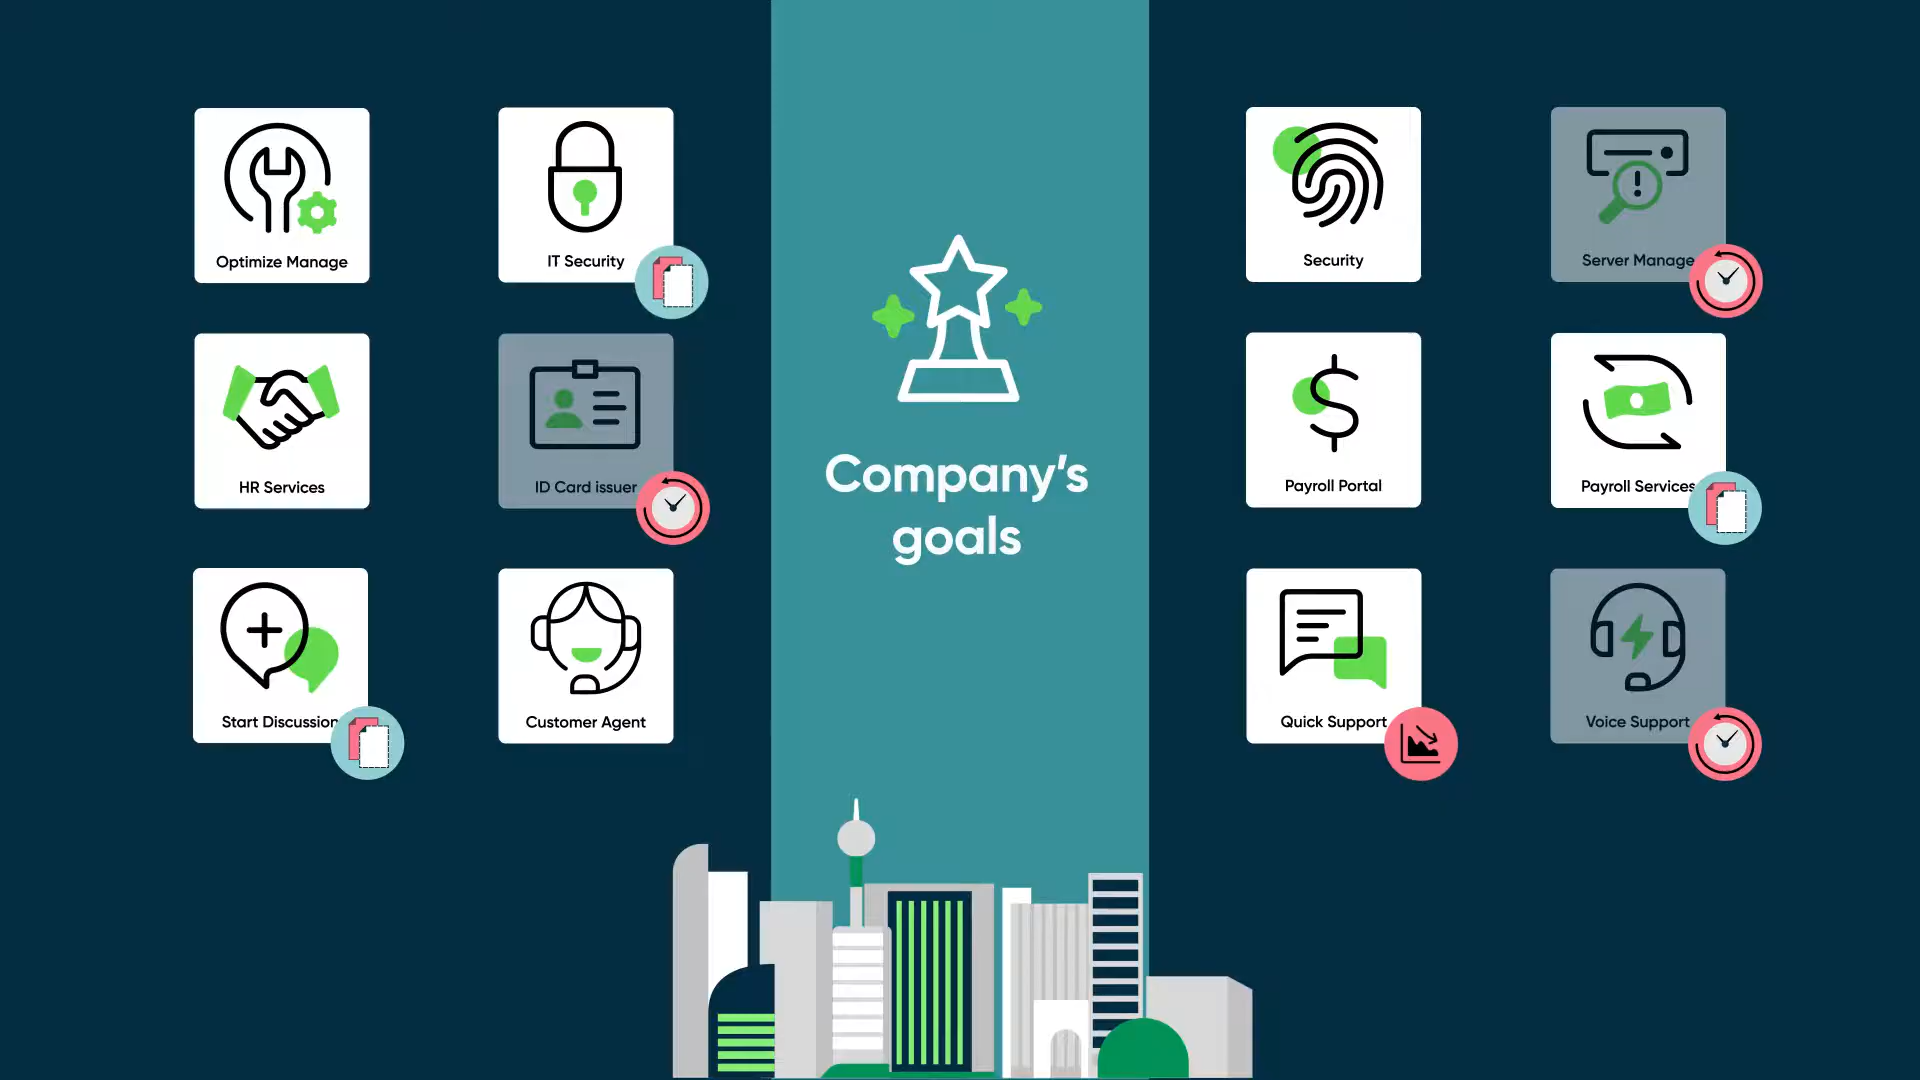 Optimize Manage
IT Security
HR Services
ID Card issuer
Start Discussion
Customer Agent
Company's
goals
Security
Server Manage
Payroll Portal
Payroll Services
Quick Support
Voice Support